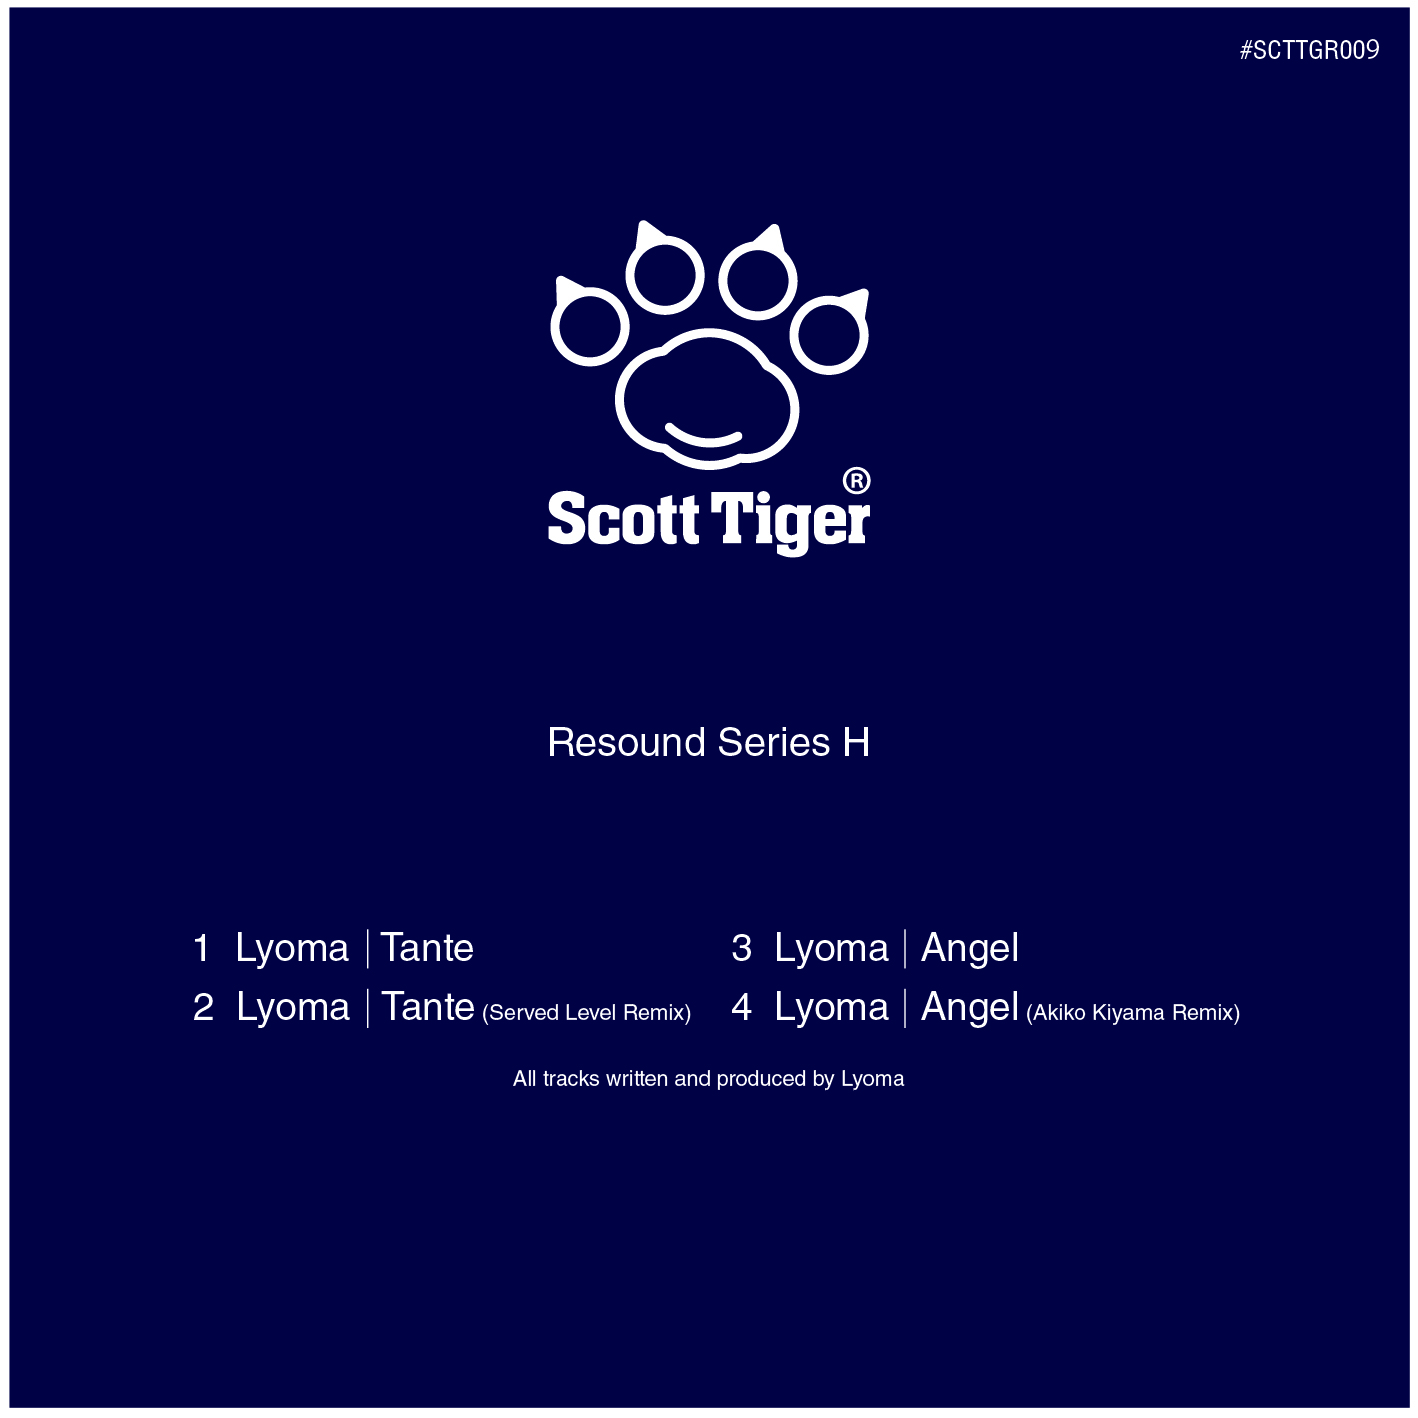 #SCTTGR009
Scott Tiger®
Resound Series H
1 Lyoma | Tante
2 Lyoma | Tante (Served Level Remix)
3 Lyoma | Angel
4 Lyoma | Angel (Akiko Kiyama Remix)
All tracks written and produced by Lyoma